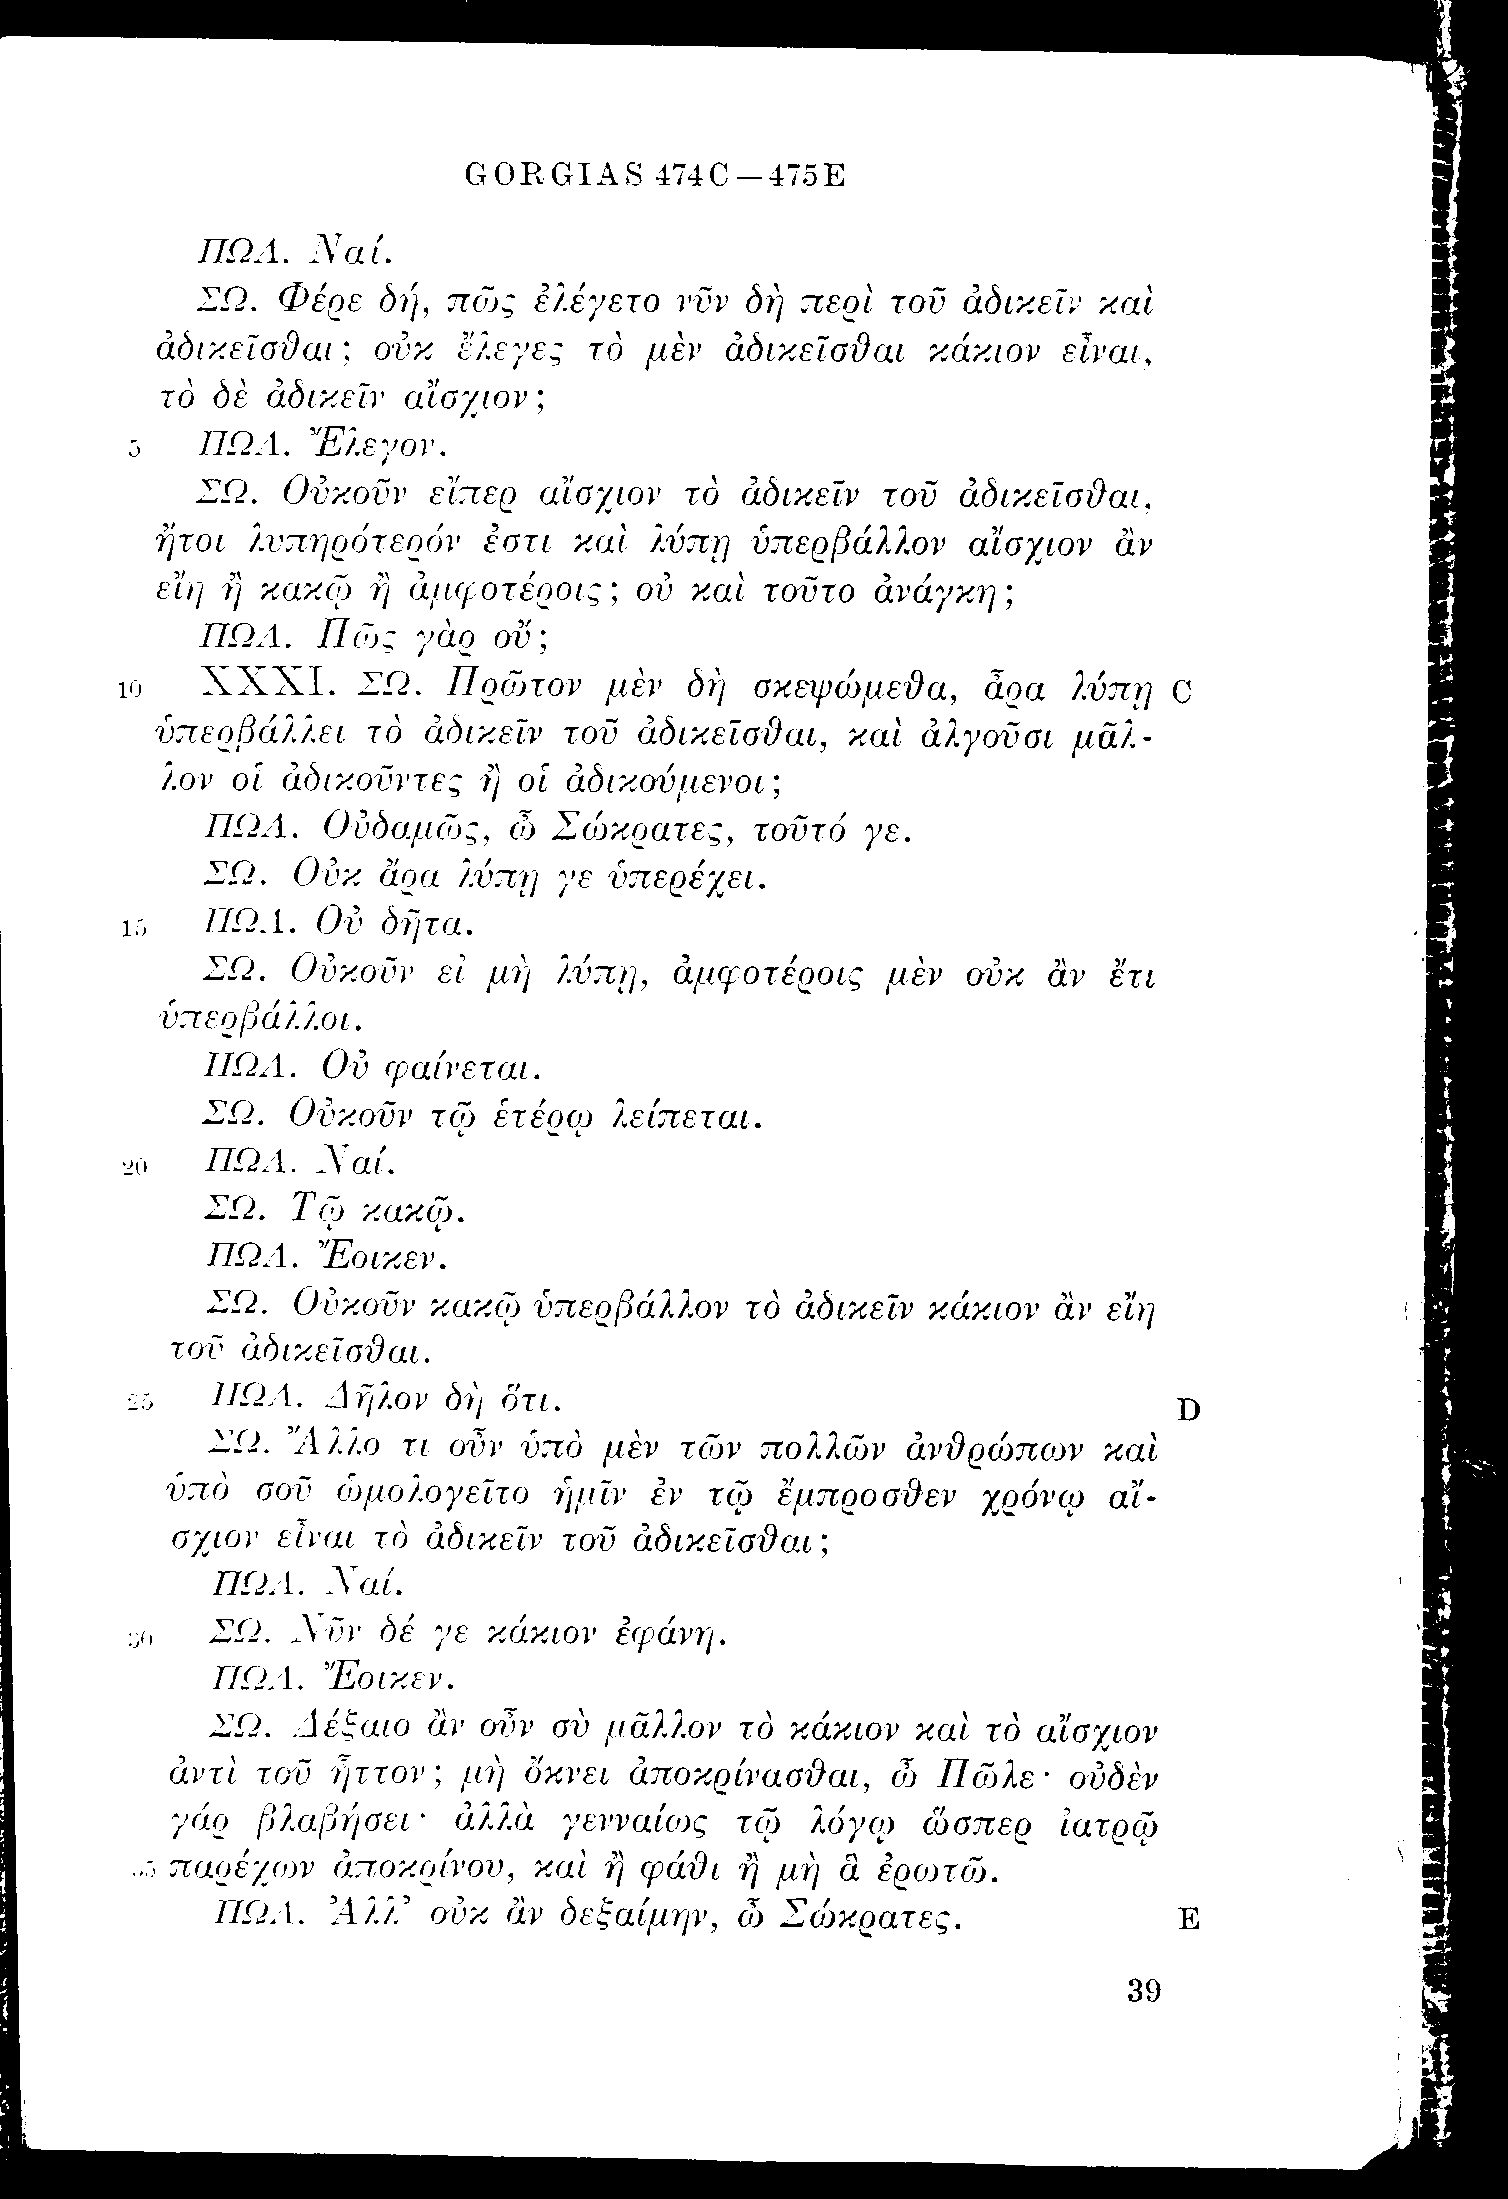 GORGIAS 474C—475E
ΠΩΛ. Ναί.
ΣΩ. Φέρε δή, πῶς ἐλέγετο νῦν δὴ περὶ τοῦ ἀδικεῖν καὶ
ἀδικεῖσθαι; οὐκ ἔλεγες τὸ μὲν ἀδικεῖσθαι κάκιον εἶναι,
τὸ δὲ ἀδικεῖν αἴσχιον;
5 ΠΩΛ. Ἔλεγον.
ΣΩ. Οὐκοῦν εἴπερ αἴσχιον τὸ ἀδικεῖν τοῦ ἀδικεῖσθαι,
ἤτοι λυπηρότερόν ἐστι καὶ λύπῃ ὑπερβάλλον αἴσχιον ἂν
εἴη ἢ κακῷ ἢ ἀμφοτέροις; οὐ καὶ τοῦτο ἀνάγκη;
ΠΩΛ. Πῶς γὰρ οὔ;
10 XXXI. ΣΩ. Πρῶτον μὲν δὴ σκεψώμεθα, ἆρα λύπῃ C
ὑπερβάλλει τὸ ἀδικεῖν τοῦ ἀδικεῖσθαι, καὶ ἀλγοῦσι μᾶλ-
λον οἱ ἀδικοῦντες ἢ οἱ ἀδικούμενοι;
ΠΩΛ. Οὐδαμῶς, ὦ Σώκρατες, τοῦτό γε.
ΣΩ. Οὐκ ἄρα λύπῃ γε ὑπερέχει.
15 ΠΩΛ. Οὐ δῆτα.
ΣΩ. Οὐκοῦν εἰ μὴ λύπῃ, ἀμφοτέροις μὲν οὐκ ἂν ἔτι
ὑπερβάλλοι.
ΠΩΛ. Οὐ φαίνεται.
ΣΩ. Οὐκοῦν τῷ ἑτέρῳ λείπεται.
20 ΠΩΛ. Ναί.
ΣΩ. Τῷ κακῷ.
ΠΩΛ. Ἔοικεν.
ΣΩ. Οὐκοῦν κακῷ ὑπερβάλλον τὸ ἀδικεῖν κάκιον ἂν εἴη
τοῦ ἀδικεῖσθαι.
25 ΠΩΛ. Δῆλον δὴ ὅτι. D
ΣΩ. Ἄλλο τι οὖν ὑπὸ μὲν τῶν πολλῶν ἀνθρώπων καὶ
ὑπὸ σοῦ ὡμολογεῖτο ἡμῖν ἐν τῷ ἔμπροσθεν χρόνῳ αἴ-
σχιον εἶναι τὸ ἀδικεῖν τοῦ ἀδικεῖσθαι;
ΠΩΛ. Ναί.
30 ΣΩ. Νῦν δέ γε κάκιον ἐφάνη.
ΠΩΛ. Ἔοικεν.
ΣΩ. Δέξαιο ἂν οὖν σὺ μᾶλλον τὸ κάκιον καὶ τὸ αἴσχιον
ἀντὶ τοῦ ἧττον; μὴ ὄκνει ἀποκρίνασθαι, ὦ Πῶλε· οὐδὲν
γάρ βλαβήσει· ἀλλὰ γενναίως τῷ λόγῳ ὥσπερ ἰατρῷ
35 παρέχων ἀποκρίνου, καὶ ἢ φάθι ἢ μὴ ἃ ἐρωτῶ.
ΠΩΛ. Ἀλλ’ οὐκ ἂν δεξαίμην, ὦ Σώκρατες. E
39